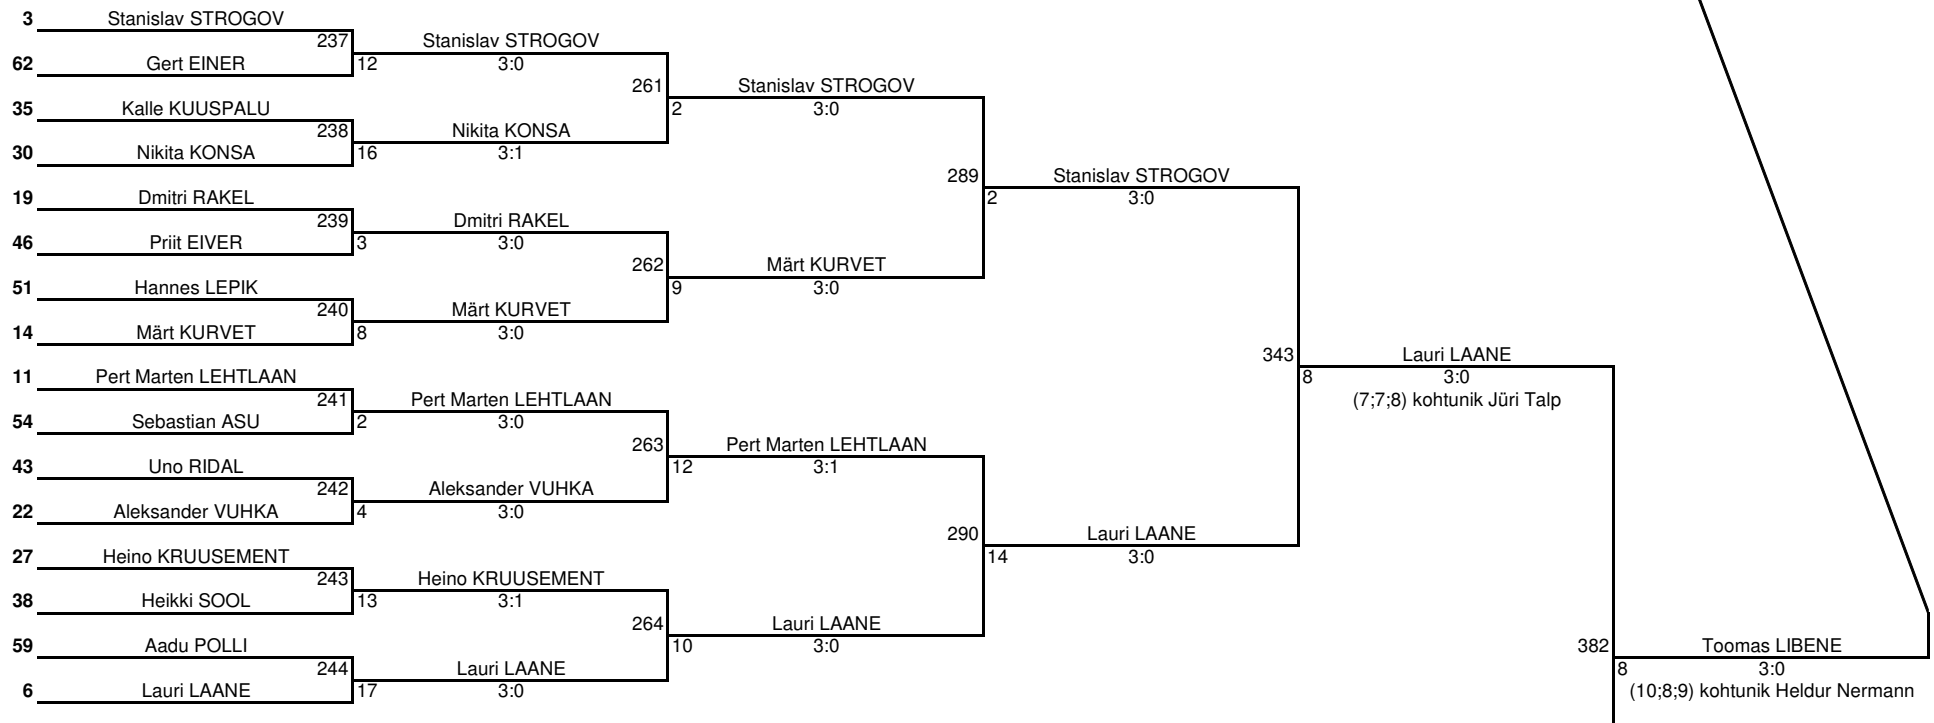 3 Stanislav STROGOV
237 Stanislav STROGOV
62 Gert EINER 12 3:0
261 Stanislav STROGOV
35 Kalle KUUSPALU 2 3:0
238 Nikita KONSA
30 Nikita KONSA 16 3:1
289 Stanislav STROGOV
19 Dmitri RAKEL 2 3:0
239 Dmitri RAKEL
46 Priit EIVER 3 3:0
262 Märt KURVET
51 Hannes LEPIK 9 3:0
240 Märt KURVET
14 Märt KURVET 8 3:0
343 Lauri LAANE
11 Pert Marten LEHTLAAN 8 3:0
241 Pert Marten LEHTLAAN (7;7;8) kohtunik Jüri Talp
54 Sebastian ASU 2 3:0
263 Pert Marten LEHTLAAN
43 Uno RIDAL 12 3:1
242 Aleksander VUHKA
22 Aleksander VUHKA 4 3:0
290 Lauri LAANE
27 Heino KRUUSEMENT 14 3:0
243 Heino KRUUSEMENT
38 Heikki SOOL 13 3:1
264 Lauri LAANE
59 Aadu POLLI 10 3:0 382 Toomas LIBENE
244 Lauri LAANE 8 3:0
6 Lauri LAANE 17 3:0 (10;8;9) kohtunik Heldur Nermann